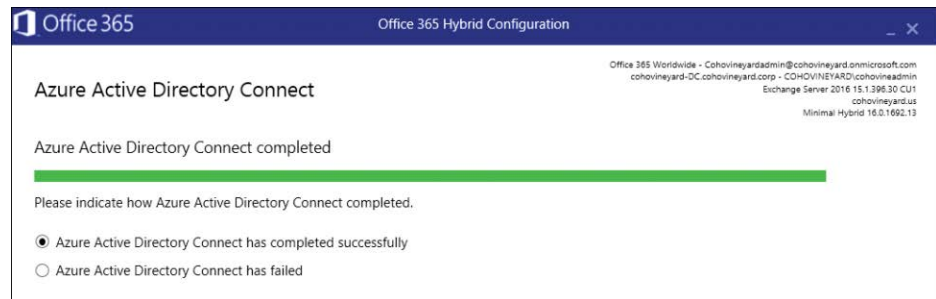 Office 365
Office 365 Hybrid Configuration
Office 365 Worldwide - Cohovineyardadmin@cohovineyard.onmicrosoft.com
cohovineyard-DC.cohovineyard.corp - COHOVINEYARD\cohovineadmin
Exchange Server 2016 15.1.396.30 CU1
cohovineyard.us
Minimal Hybrid 16.0.1692.13
Azure Active Directory Connect
Azure Active Directory Connect completed
Please indicate how Azure Active Directory Connect completed.
Azure Active Directory Connect has completed successfully
Azure Active Directory Connect has failed